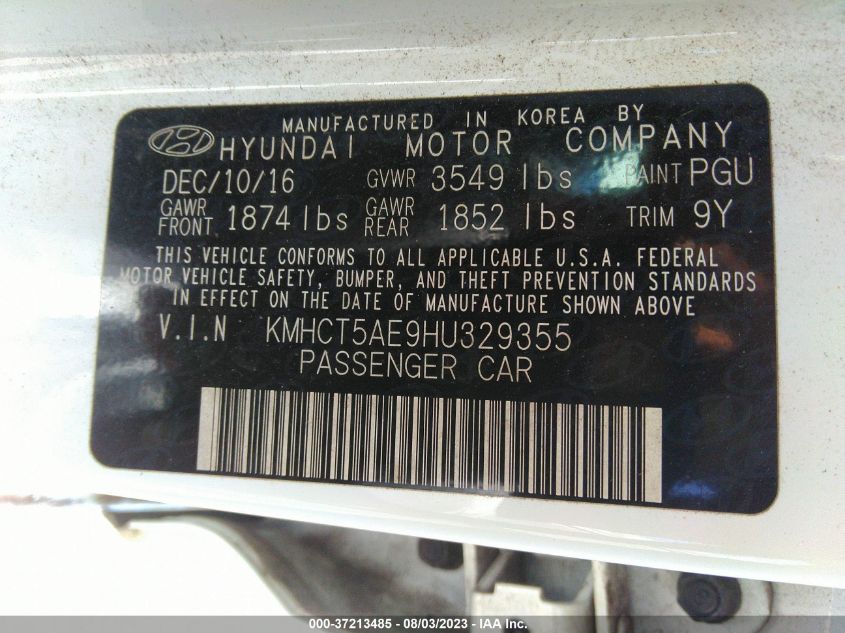 MANUFACTURED IN KOREA BY
HYUNDAI MOTOR COMPANY
DEC/10/16 GVWR 3549 lbs PAINT PGU
GAWR FRONT 1874 lbs GAWR REAR 1852 lbs TRIM 9Y
THIS VEHICLE CONFORMS TO ALL APPLICABLE U.S.A. FEDERAL
MOTOR VEHICLE SAFETY, BUMPER, AND THEFT PREVENTION STANDARDS
IN EFFECT ON THE DATE OF MANUFACTURE SHOWN ABOVE
V.I.N KMHCT5AE9HU329355
PASSENGER CAR
000-37213485 - 08/03/2023 - IAA Inc.